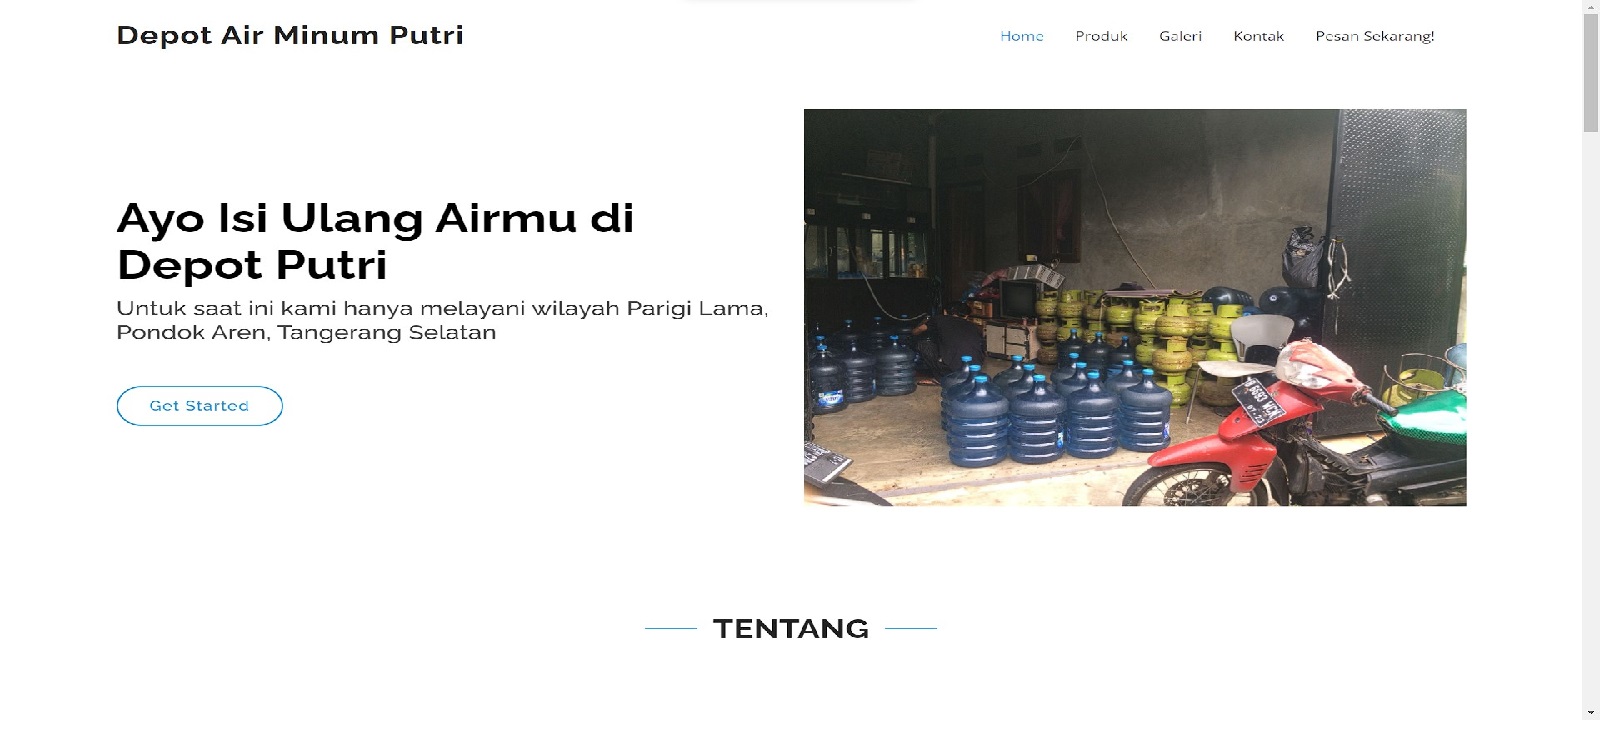 Depot Air Minum Putri
Home Produk Galeri Kontak Pesan Sekarang!
Ayo Isi Ulang Airmu di
Depot Putri
Untuk saat ini kami hanya melayani wilayah Parigi Lama,
Pondok Aren, Tangerang Selatan
Get Started
TENTANG